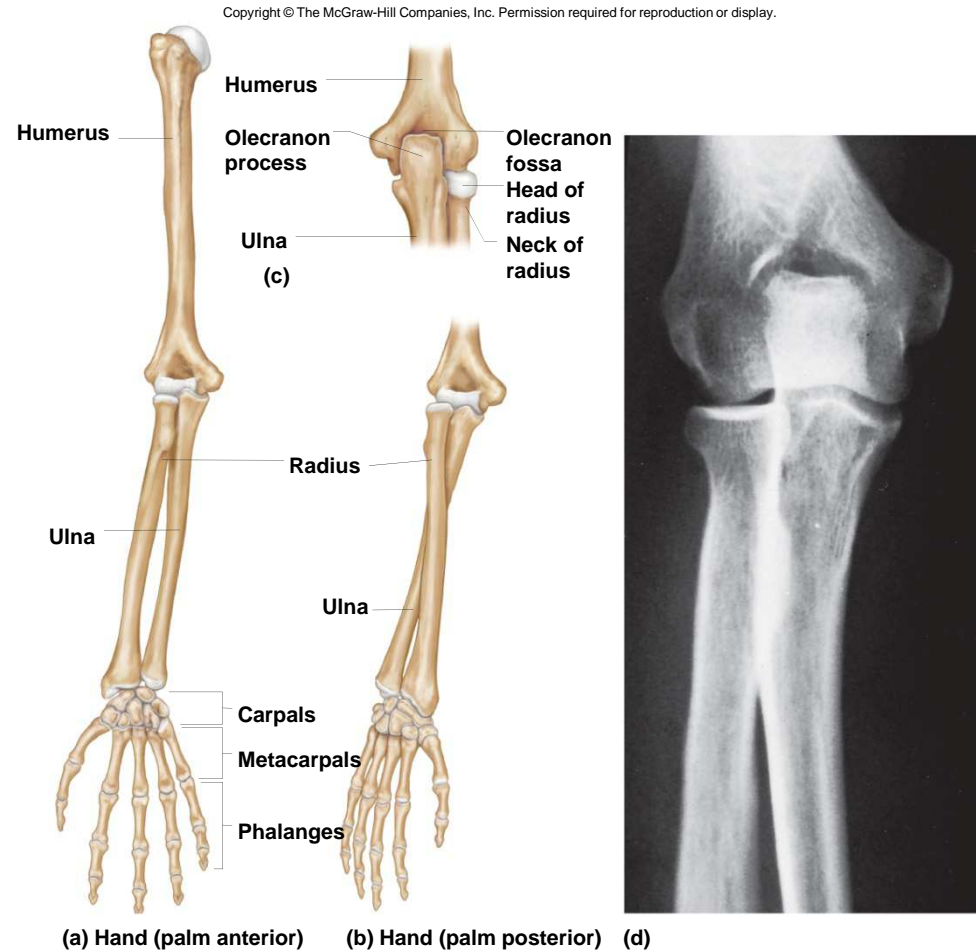 Copyright © The McGraw-Hill Companies, Inc. Permission required for reproduction or display.
Humerus
Humerus
Olecranon
process
Ulna
(c)
Olecranon
fossa
Head of
radius
Neck of
radius
Radius
Ulna
Ulna
Carpals
Metacarpals
Phalanges
(a) Hand (palm anterior)
(b) Hand (palm posterior)
(d)